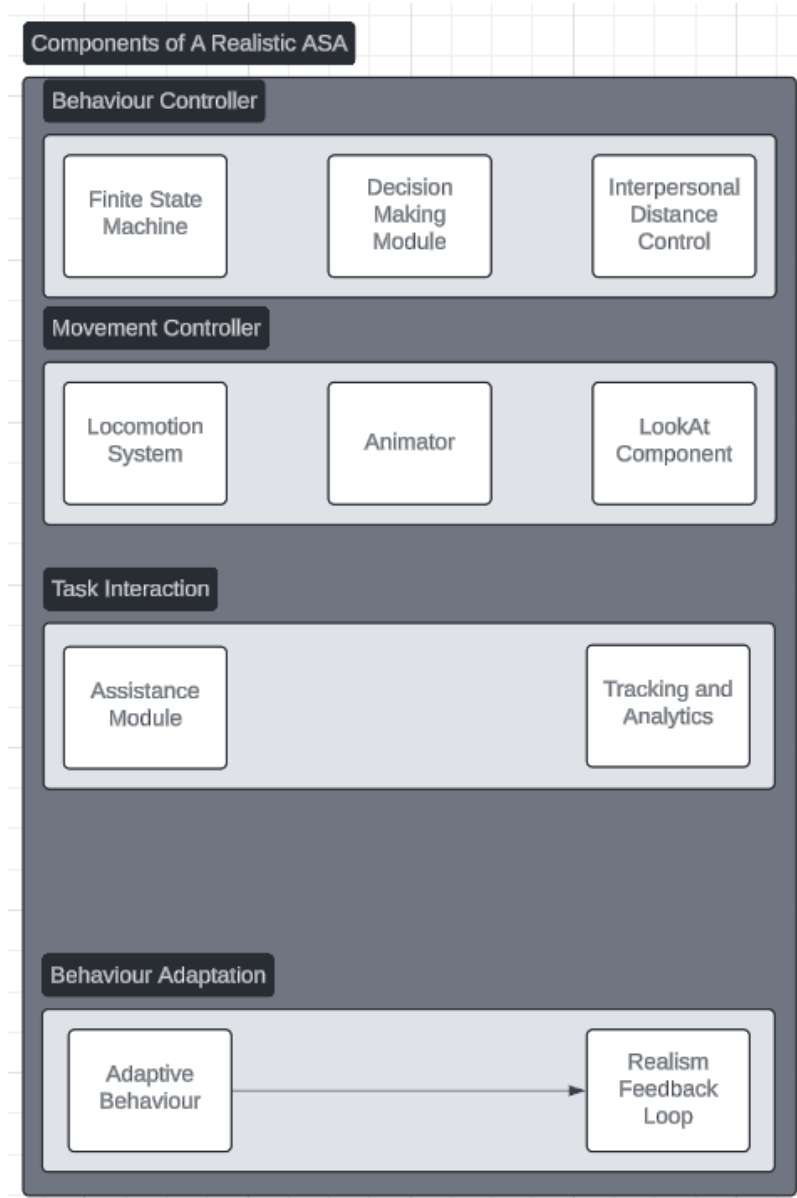 Components of A Realistic ASA
Behaviour Controller
Finite State
Machine
Decision
Making
Module
Interpersonal
Distance
Control
Movement Controller
Locomotion
System
Animator
LookAt
Component
Task Interaction
Assistance
Module
Tracking and
Analytics
Behaviour Adaptation
Adaptive
Behaviour
Realism
Feedback
Loop